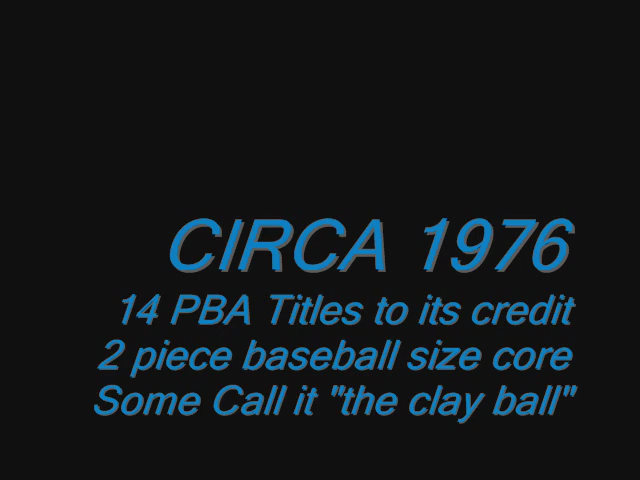 CIRCA 1976
14 PBA Titles to its credit
2 piece baseball size core
Some Call it "the clay ball"